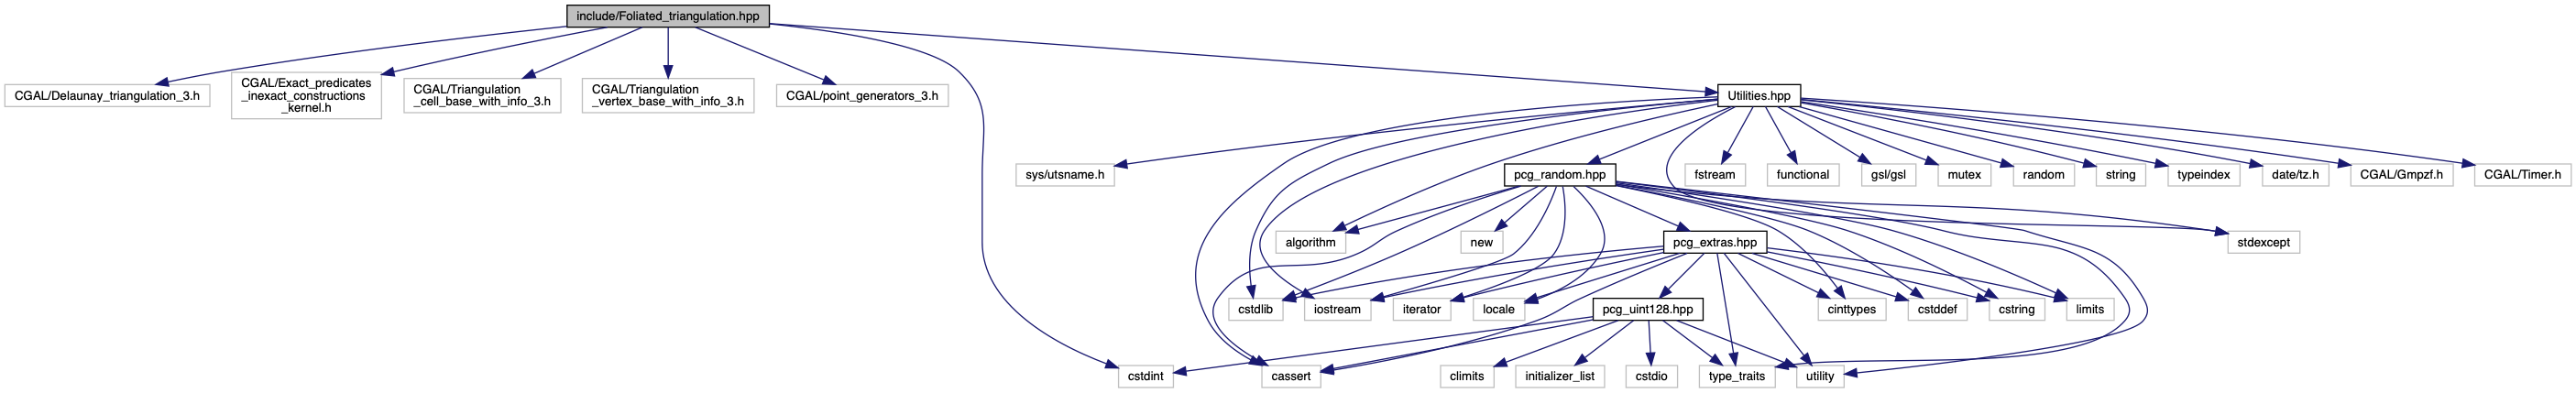 include/Foliated_triangulation.hpp
CGAL/Delaunay_triangulation_3.h
CGAL/Exact_predicates
_inexact_constructions
_kernel.h
CGAL/Triangulation
_cell_base_with_info_3.h
CGAL/Triangulation
_vertex_base_with_info_3.h
CGAL/point_generators_3.h
Utilities.hpp
sys/utsname.h
pcg_random.hpp
fstream
functional
gsl/gsl
mutex
random
string
typeindex
date/tz.h
CGAL/Gmpzf.h
CGAL/Timer.h
algorithm
new
pcg_extras.hpp
stdexcept
cstdlib
iostream
iterator
locale
pcg_uint128.hpp
cinttypes
cstddef
cstring
limits
cstdint
cassert
climits
initializer_list
cstdio
type_traits
utility